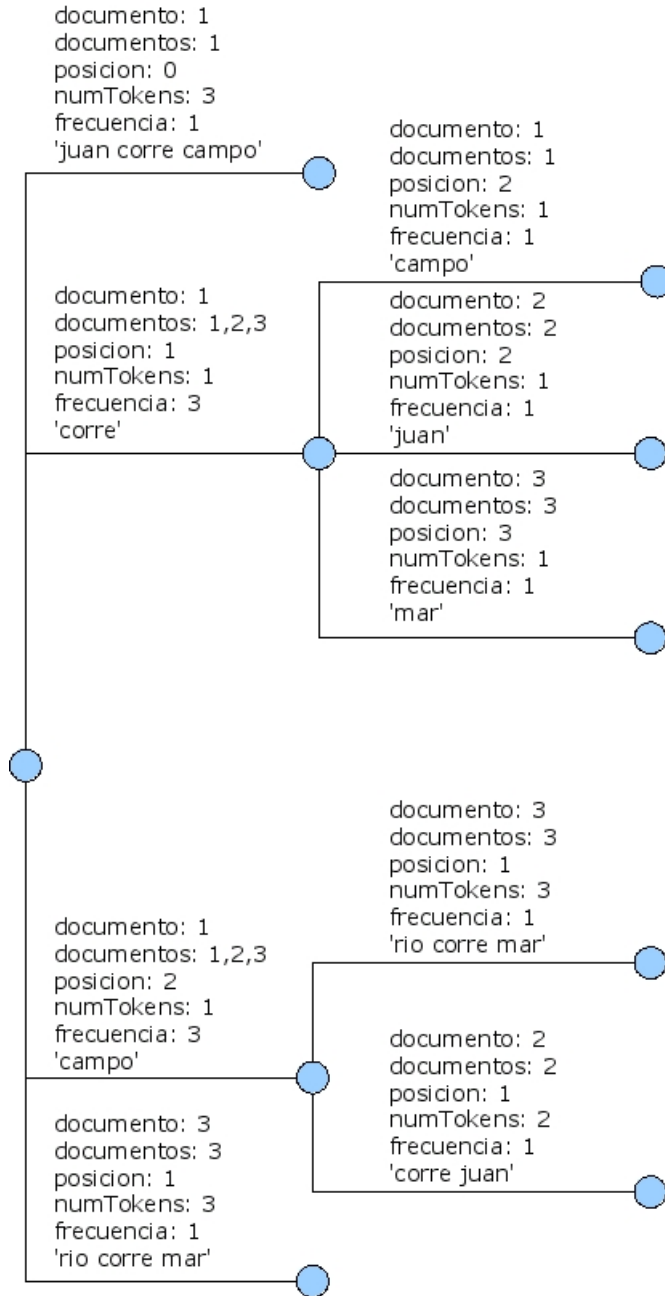 documento: 1
documentos: 1
posicion: 0
numTokens: 3
frecuencia: 1
'juan corre campo'
documento: 1
documentos: 1
posicion: 2
numTokens: 1
frecuencia: 1
'campo'
documento: 1
documentos: 1,2,3
posicion: 1
numTokens: 1
frecuencia: 3
'corre'
documento: 2
documentos: 2
posicion: 2
numTokens: 1
frecuencia: 1
'juan'
documento: 3
documentos: 3
posicion: 3
numTokens: 1
frecuencia: 1
'mar'
documento: 3
documentos: 3
posicion: 1
numTokens: 3
frecuencia: 1
'rio corre mar'
documento: 1
documentos: 1,2,3
posicion: 2
numTokens: 1
frecuencia: 3
'campo'
documento: 2
documentos: 2
posicion: 1
numTokens: 2
frecuencia: 1
'corre juan'
documento: 3
documentos: 3
posicion: 1
numTokens: 3
frecuencia: 1
'rio corre mar'